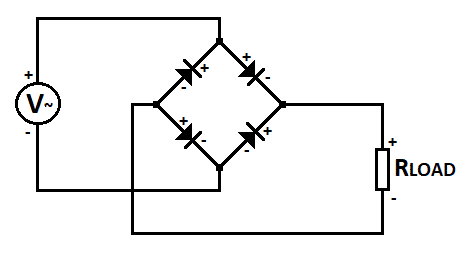 + +
+ - -
V~
+ +
- - -
+
RLOAD
-